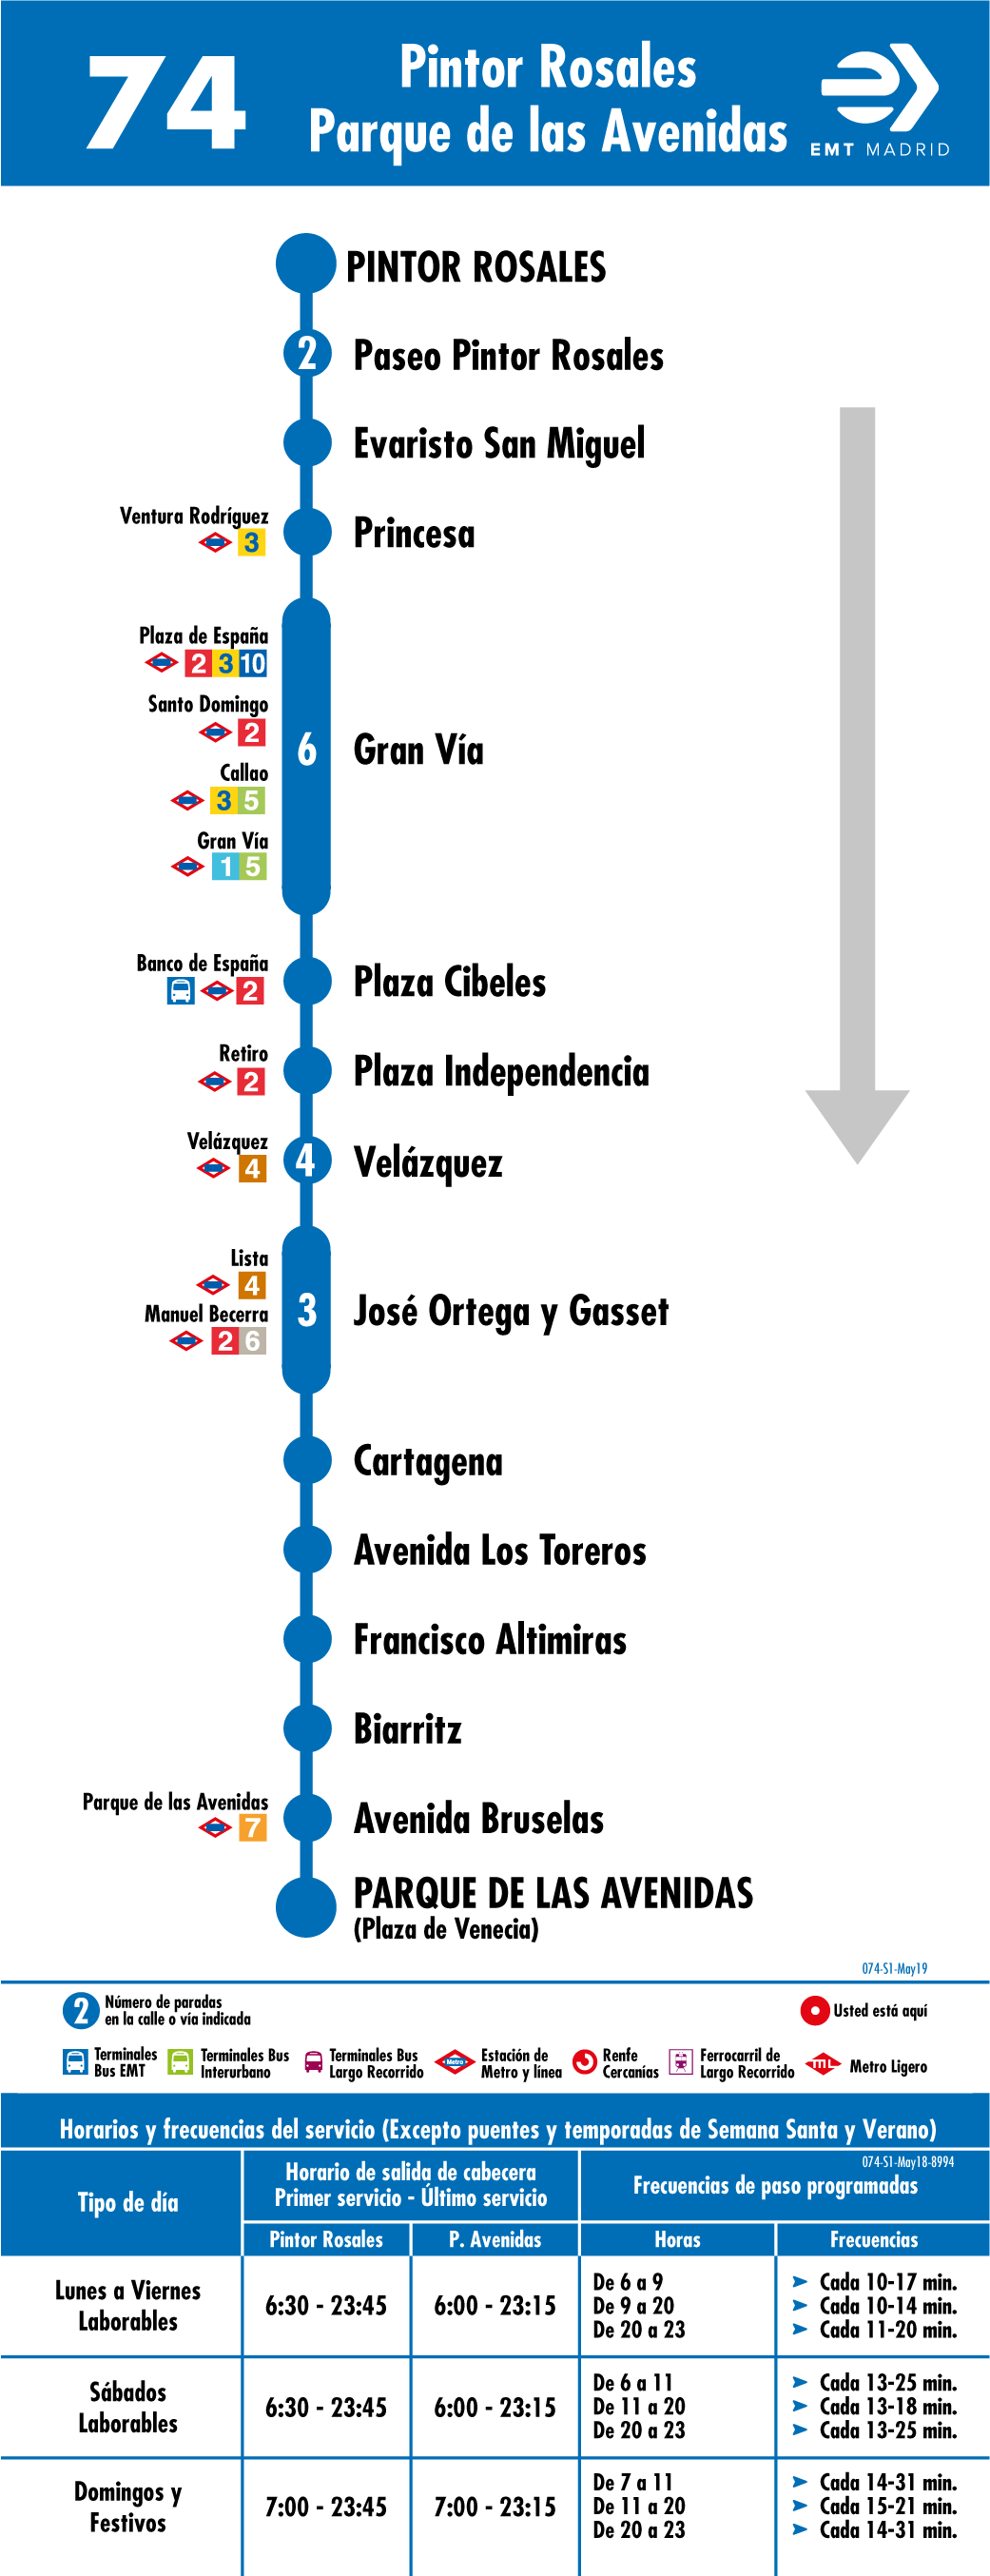 74
Pintor Rosales
Parque de las Avenidas
EMT MADRID
PINTOR ROSALES
2
Paseo Pintor Rosales
Evaristo San Miguel
Ventura Rodríguez
3
Princesa
Plaza de España
2 3 10
Santo Domingo
2
Callao
3 5
Gran Vía
1 5
6
Gran Vía
Banco de España
2
Plaza Cibeles
Retiro
2
Plaza Independencia
Velázquez
4
4
Velázquez
Lista
4
Manuel Becerra
2 6
3
José Ortega y Gasset
Cartagena
Avenida Los Toreros
Francisco Altimiras
Biarritz
Parque de las Avenidas
7
Avenida Bruselas
PARQUE DE LAS AVENIDAS
(Plaza de Venecia)
074-S1-May19
2
Número de paradas
en la calle o vía indicada
Usted está aquí
Terminales
Bus EMT
Terminales Bus
Interurbano
Terminales Bus
Largo Recorrido
Metro
Estación de
Metro y línea
Renfe
Cercanías
Ferrocarril de
Largo Recorrido
ML
Metro Ligero
Horarios y frecuencias del servicio (Excepto puentes y temporadas de Semana Santa y Verano)
074-S1-May18-8994
Tipo de día
Horario de salida de cabecera
Primer servicio - Último servicio
Frecuencias de paso programadas
Pintor Rosales
P. Avenidas
Horas
Frecuencias
Lunes a Viernes
Laborables
6:30 - 23:45
6:00 - 23:15
De 6 a 9
Cada 10-17 min.
De 9 a 20
Cada 10-14 min.
De 20 a 23
Cada 11-20 min.
Sábados
Laborables
6:30 - 23:45
6:00 - 23:15
De 6 a 11
Cada 13-25 min.
De 11 a 20
Cada 13-18 min.
De 20 a 23
Cada 13-25 min.
Domingos y
Festivos
7:00 - 23:45
7:00 - 23:15
De 7 a 11
Cada 14-31 min.
De 11 a 20
Cada 15-21 min.
De 20 a 23
Cada 14-31 min.